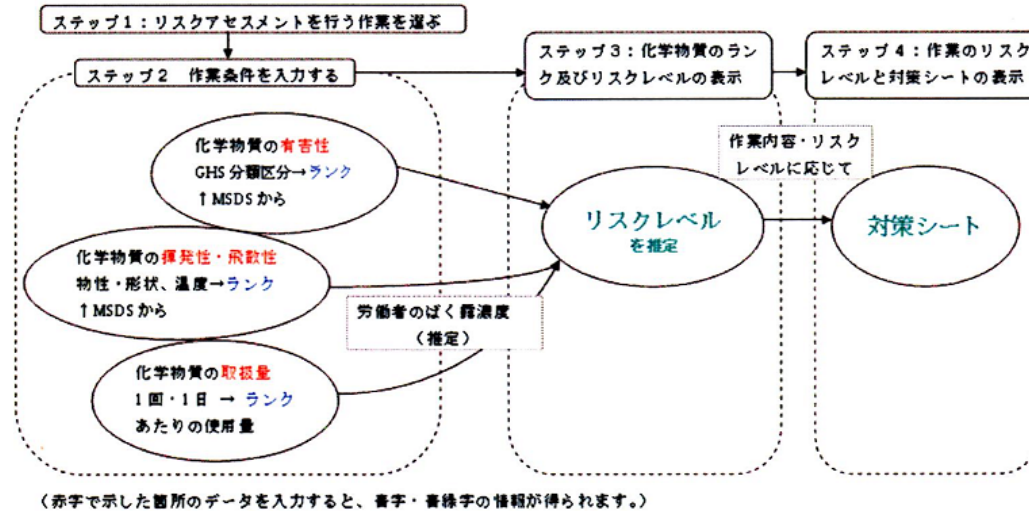 ステップ1：リスクアセスメントを行う作業を選ぶ
ステップ2　作業条件を入力する
ステップ3：化学物質のラン
ク及びリスクレベルの表示
ステップ4：作業のリスク
レベルと対策シートの表示
化学物質の有害性
GHS分類区分→ランク
↑MSDSから
化学物質の揮発性・飛散性
物性・形状、温度→ランク
↑MSDSから
化学物質の取扱量
1回・1日 → ランク
あたりの使用量
労働者のばく露濃度
（推定）
リスクレベル
を推定
作業内容・リスク
レベルに応じて
対策シート
（赤字で示した箇所のデータを入力すると、青字・青緑字の情報が得られます。）